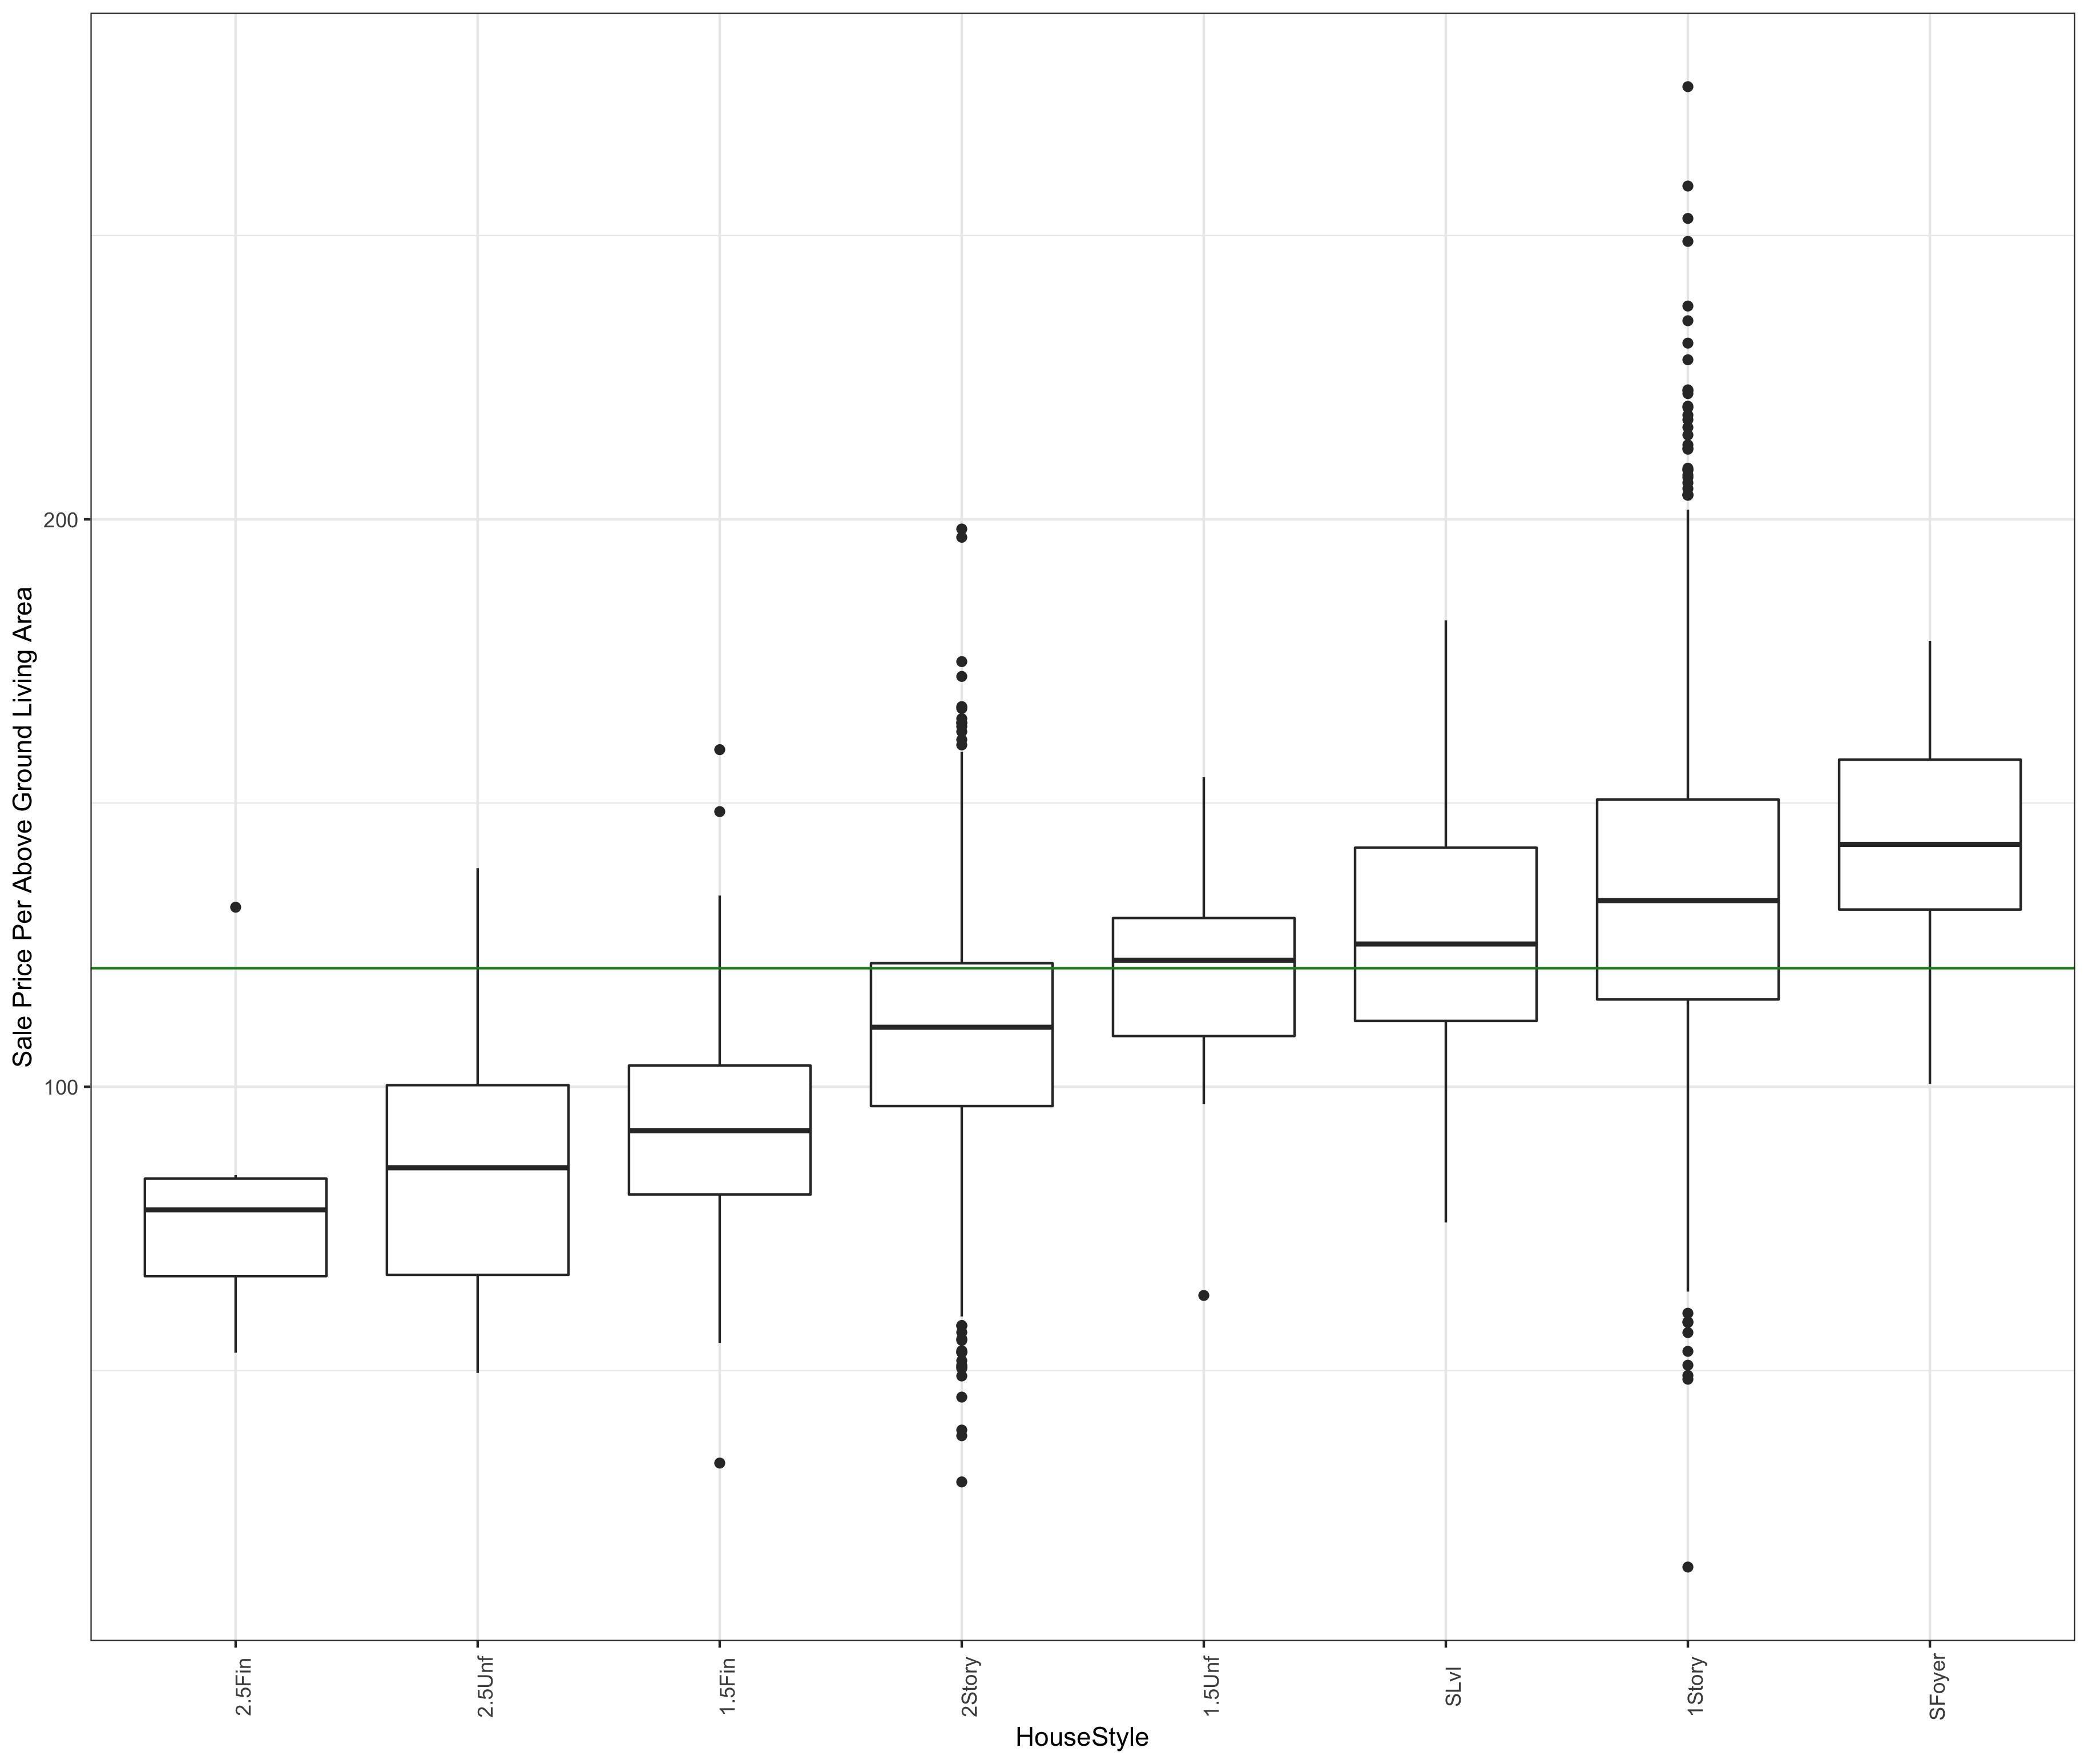 Sale Price Per Above Ground Living Area
200
100
2.5Fin
2.5Unf
1.5Fin
2Story
1.5Unf
SLvl
1Story
SFoyer
HouseStyle